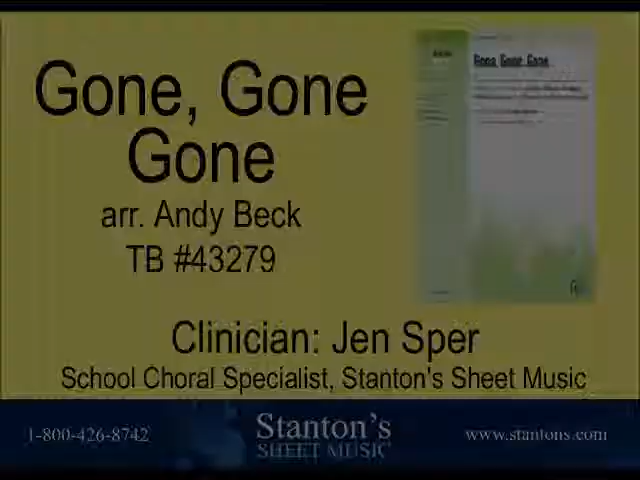 Gone, Gone
Gone
arr. Andy Beck
TB #43279
Gone, Gone, Gone
Clinician: Jen Sper
School Choral Specialist, Stanton's Sheet Music
1-800-426-8742
Stanton's
SHEET MUSIC
www.stantons.com